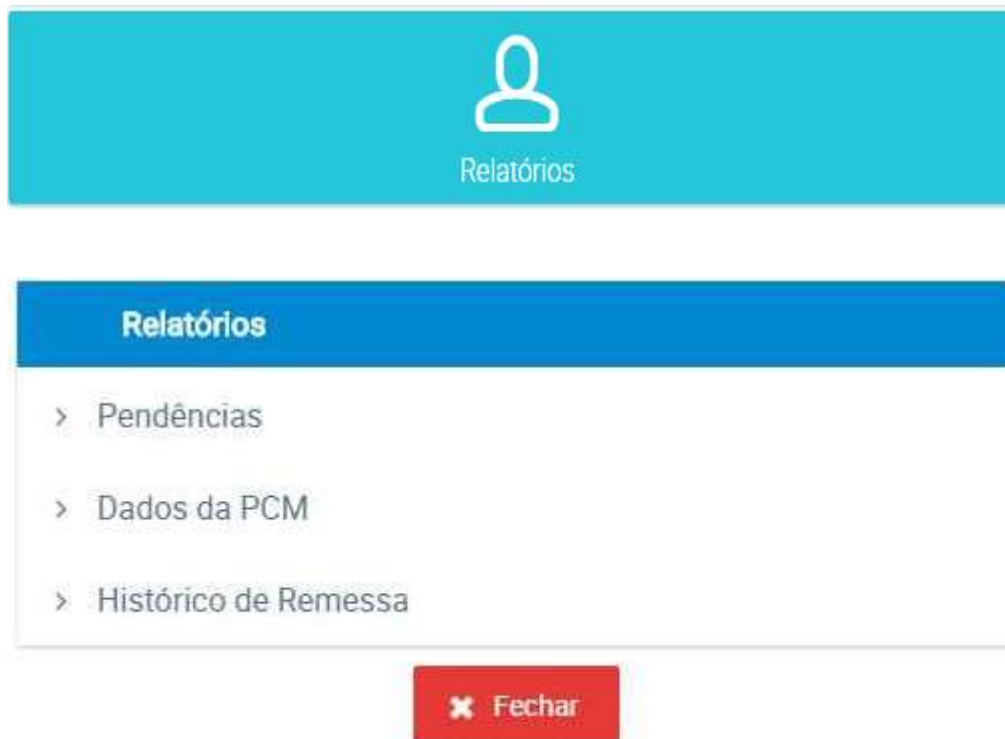 Relatórios
Relatórios
Pendências
Dados da PCM
Histórico de Remessa
Fechar